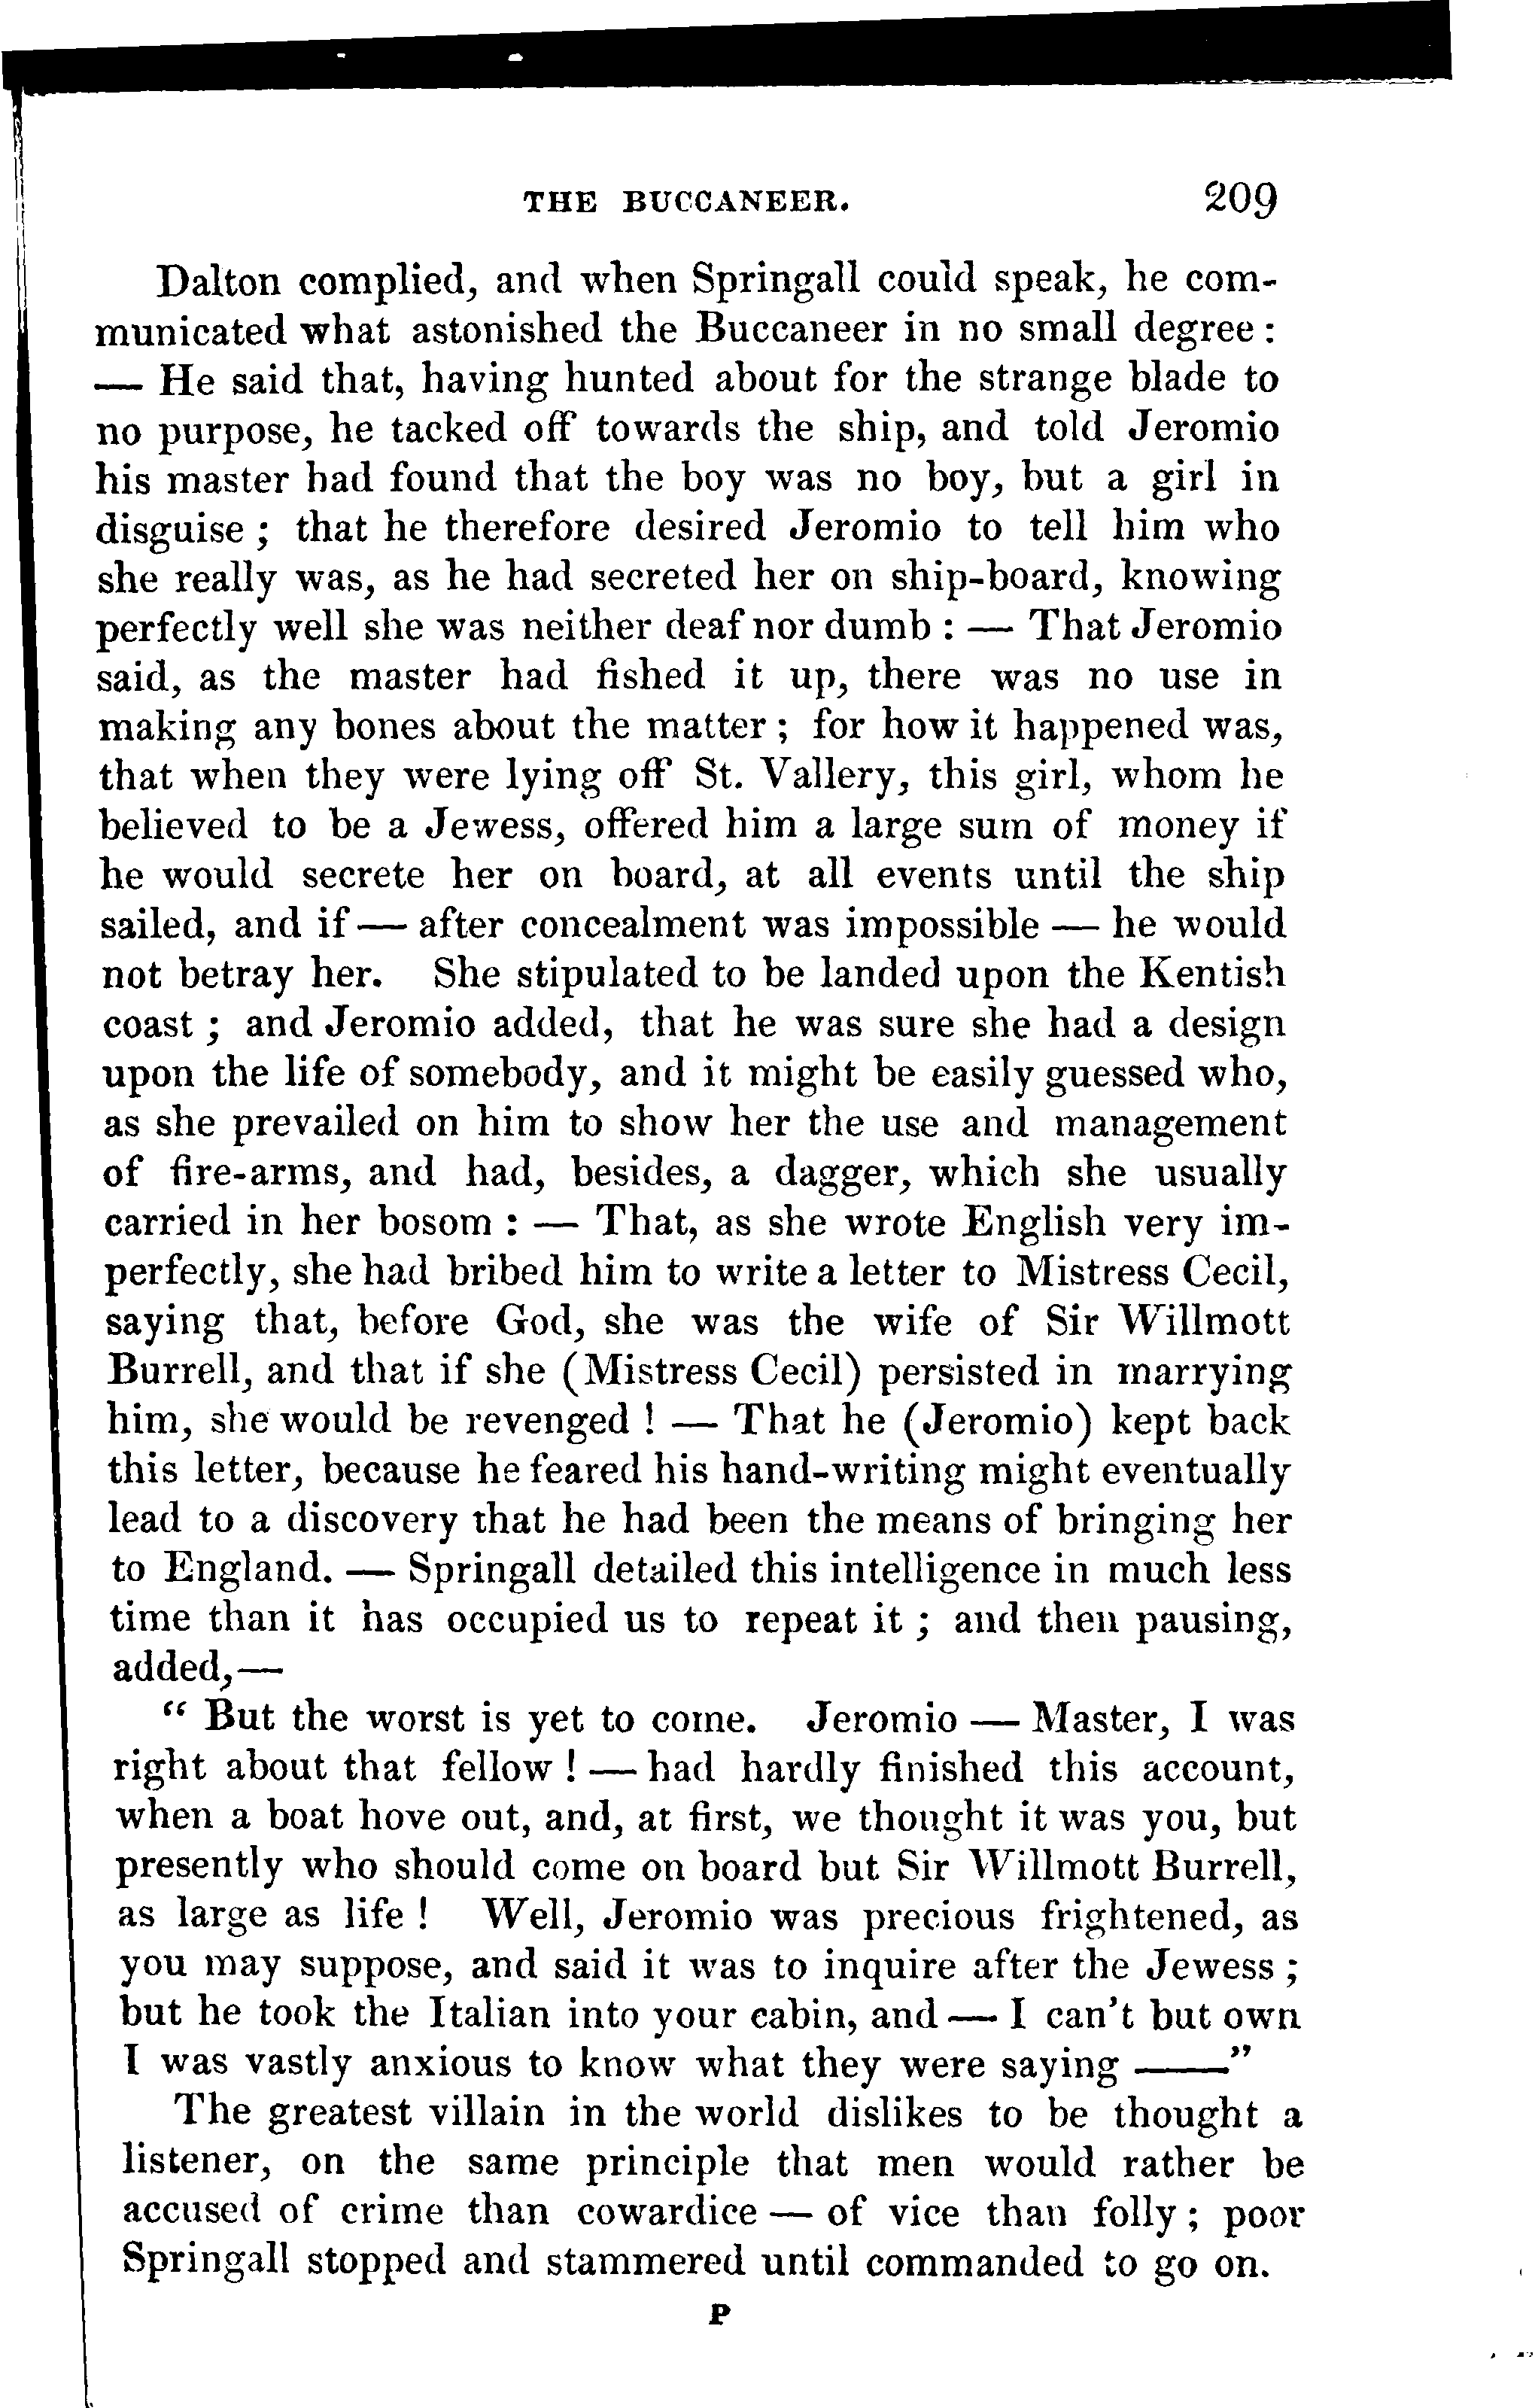 THE BUCCANEER. 209
Dalton complied, and when Springall could speak, he com-
municated what astonished the Buccaneer in no small degree :
— He said that, having hunted about for the strange blade to
no purpose, he tacked off towards the ship, and told Jeromio
his master had found that the boy was no boy, but a girl in
disguise ; that he therefore desired Jeromio to tell him who
she really was, as he had secreted her on ship-board, knowing
perfectly well she was neither deaf nor dumb : — That Jeromio
said, as the master had fished it up, there was no use in
making any bones about the matter ; for how it happened was,
that when they were lying off St. Vallery, this girl, whom he
believed to be a Jewess, offered him a large sum of money if
he would secrete her on board, at all events until the ship
sailed, and if — after concealment was impossible — he would
not betray her. She stipulated to be landed upon the Kentish
coast ; and Jeromio added, that he was sure she had a design
upon the life of somebody, and it might be easily guessed who,
as she prevailed on him to show her the use and management
of fire-arms, and had, besides, a dagger, which she usually
carried in her bosom : — That, as she wrote English very im-
perfectly, she had bribed him to write a letter to Mistress Cecil,
saying that, before God, she was the wife of Sir Willmott
Burrell, and that if she (Mistress Cecil) persisted in marrying
him, she would be revenged ! — That he (Jeromio) kept back
this letter, because he feared his hand-writing might eventually
lead to a discovery that he had been the means of bringing her
to England. — Springall detailed this intelligence in much less
time than it has occupied us to repeat it ; and then pausing,
added,—
“ But the worst is yet to come. Jeromio — Master, I was
right about that fellow ! — had hardly finished this account,
when a boat hove out, and, at first, we thought it was you, but
presently who should come on board but Sir Willmott Burrell,
as large as life ! Well, Jeromio was precious frightened, as
you may suppose, and said it was to inquire after the Jewess ;
but he took the Italian into your cabin, and — I can't but own
I was vastly anxious to know what they were saying ——”
The greatest villain in the world dislikes to be thought a
listener, on the same principle that men would rather be
accused of crime than cowardice — of vice than folly ; poor
Springall stopped and stammered until commanded to go on.
P